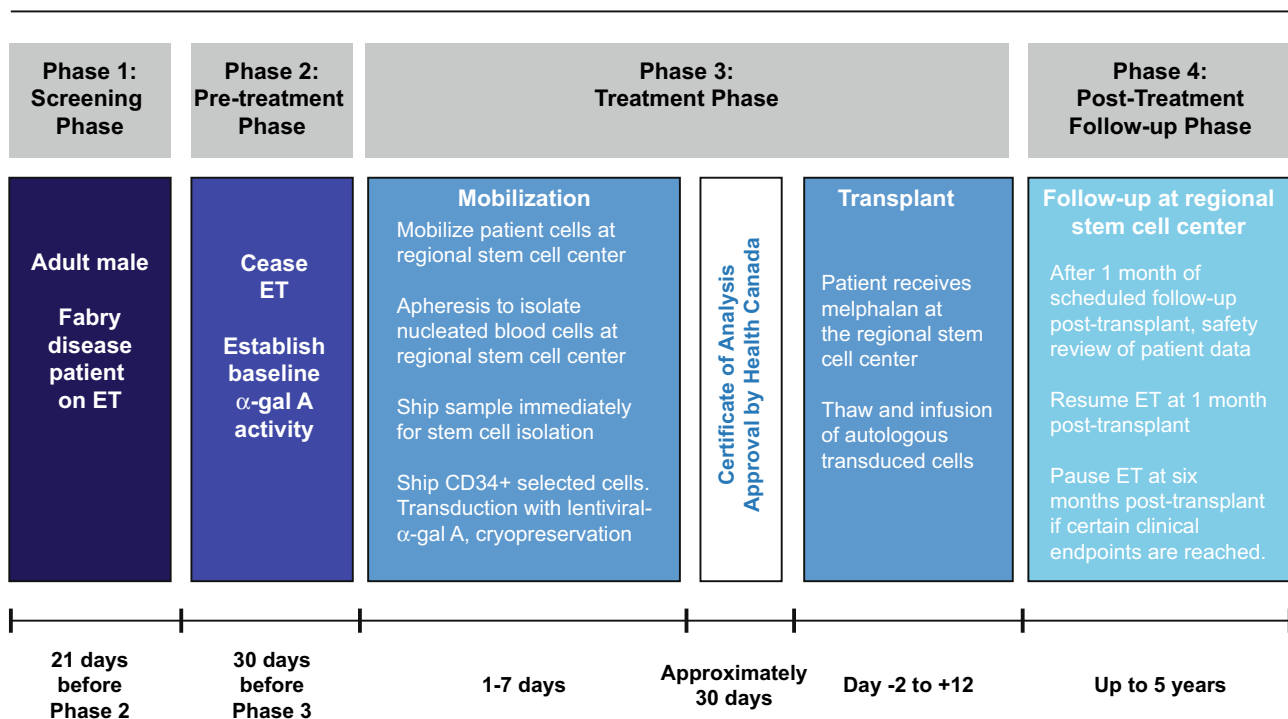 Phase 1:
Screening
Phase
Phase 2:
Pre-treatment
Phase
Phase 3:
Treatment Phase
Phase 4:
Post-Treatment
Follow-up Phase
Adult male
Fabry
disease
patient
on ET
Cease
ET
Establish
baseline
α-gal A
activity
Mobilization
Mobilize patient cells at
regional stem cell center
Apheresis to isolate
nucleated blood cells at
regional stem cell center
Ship sample immediately
for stem cell isolation
Ship CD34+ selected cells.
Transduction with lentiviral-
α-gal A, cryopreservation
Certificate of Analysis
Approval by Health Canada
Transplant
Patient receives
melphalan at
the regional stem
cell center
Thaw and infusion
of autologous
transduced cells
Follow-up at regional
stem cell center
After 1 month of
scheduled follow-up
post-transplant, safety
review of patient data
Resume ET at 1 month
post-transplant
Pause ET at six
months post-transplant
if certain clinical
endpoints are reached.
21 days
before
Phase 2
30 days
before
Phase 3
1-7 days
Approximately
30 days
Day -2 to +12
Up to 5 years